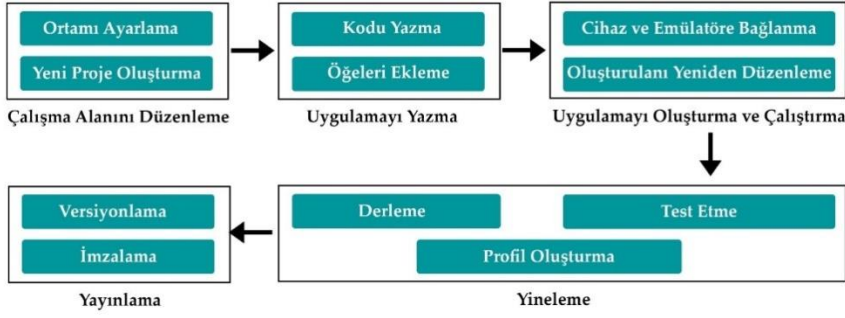 Ortamı Ayarlama
Yeni Proje Oluşturma
Çalışma Alanını Düzenleme
Kodu Yazma
Öğeleri Ekleme
Uygulamayı Yazma
Cihaz ve Emülatöre Bağlanma
Oluşturulanı Yeniden Düzenleme
Uygulamayı Oluşturma ve Çalıştırma
Derleme
Test Etme
Profil Oluşturma
Yineleme
Versiyonlama
İmzalama
Yayınlama